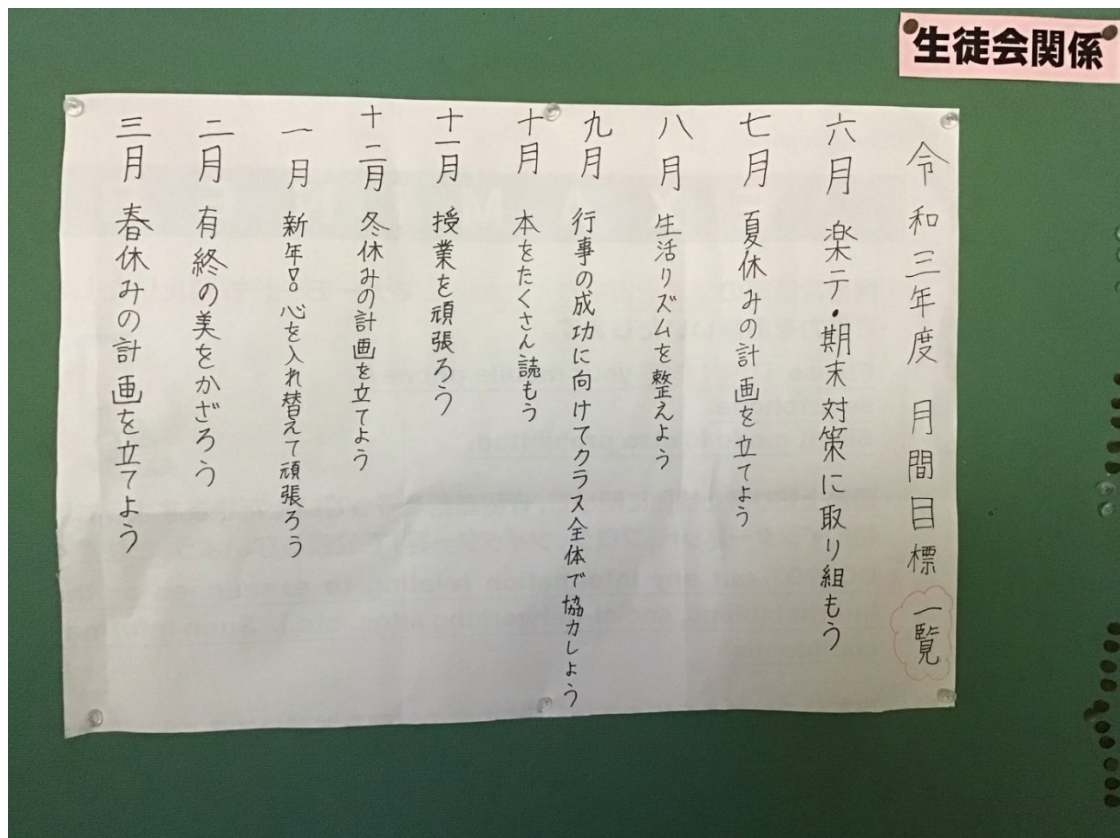 生徒会関係
令和三年度 月間目標 一覧
六月 楽テ・期末対策に取り組もう
七月 夏休みの計画を立てよう
八月 生活リズムを整えよう
九月 行事の成功に向けてクラス全体で協力しよう
十月 本をたくさん読もう
十一月 授業を頑張ろう
十二月 冬休みの計画を立てよう
一月 新年!! 心を入れ替えて頑張ろう
二月 有終の美をかざろう
三月 春休みの計画を立てよう